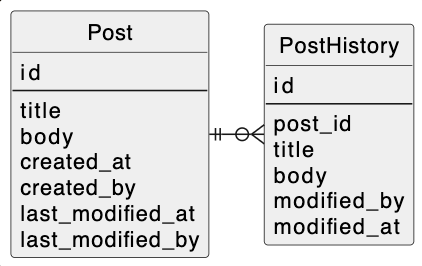 Post
id
title
body
created_at
created_by
last_modified_at
last_modified_by
PostHistory
id
post_id
title
body
modified_by
modified_at